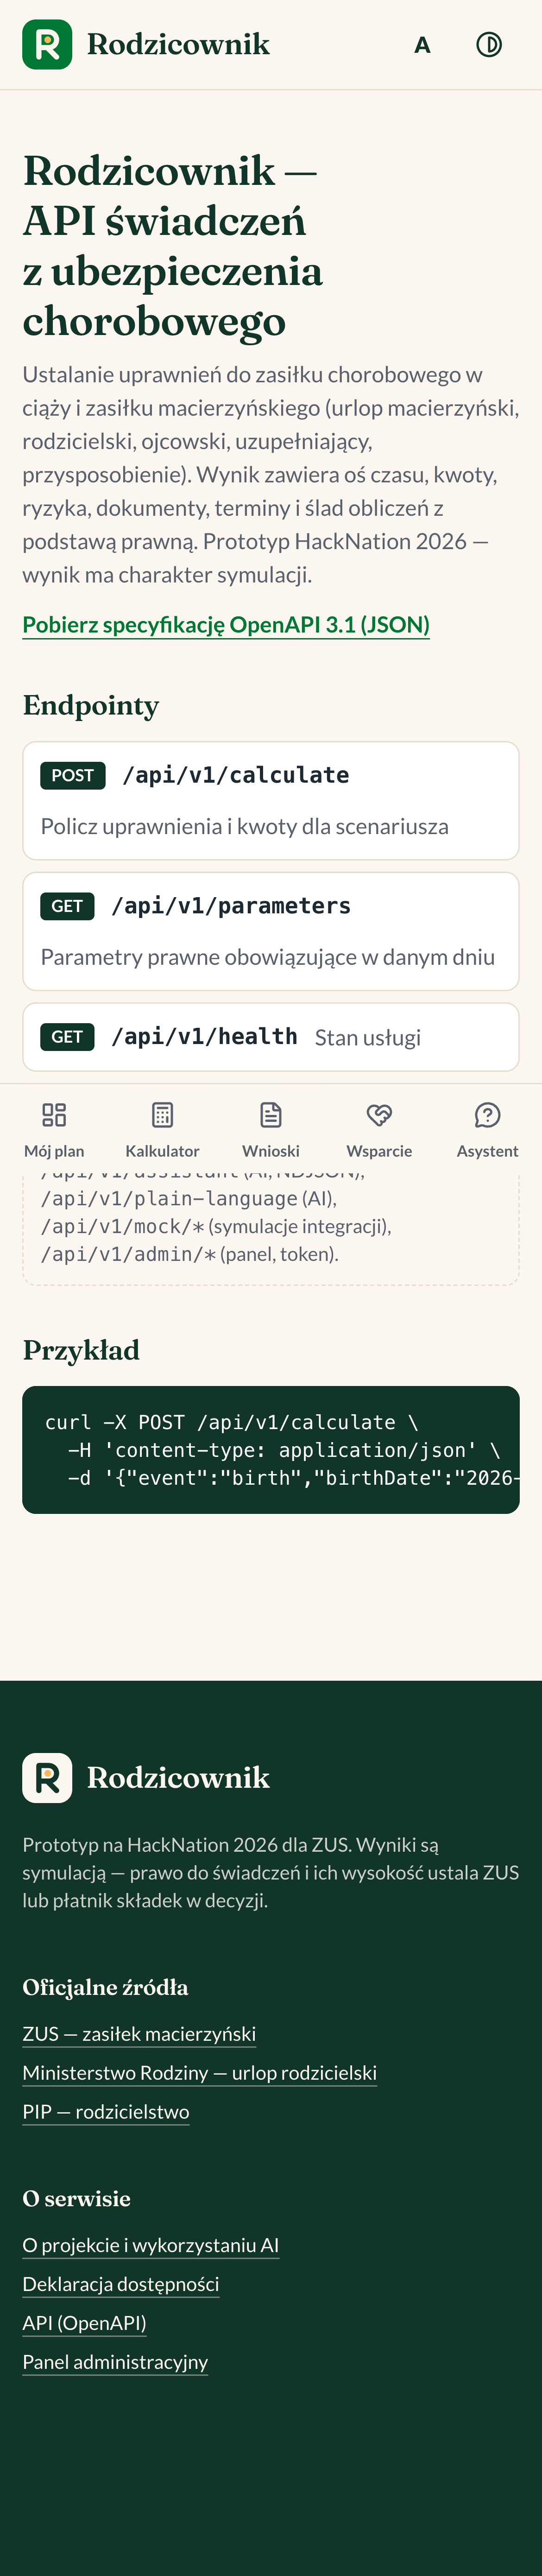 Rodzicownik
A
Rodzicownik —
API świadczeń
z ubezpieczenia
chorobowego
Ustalanie uprawnień do zasiłku chorobowego w
ciąży i zasiłku macierzyńskiego (urlop macierzyński,
rodzicielski, ojcowski, uzupełniający,
przysposobienie). Wynik zawiera oś czasu, kwoty,
ryzyka, dokumenty, terminy i ślad obliczeń z
podstawą prawną. Prototyp HackNation 2026 —
wynik ma charakter symulacji.
Pobierz specyfikację OpenAPI 3.1 (JSON)
Endpointy
POST /api/v1/calculate
Policz uprawnienia i kwoty dla scenariusza
GET /api/v1/parameters
Parametry prawne obowiązujące w danym dniu
GET /api/v1/health Stan usługi
Mój plan Kalkulator Wnioski Wsparcie Asystent
/api/v1/assistant (AI, NDJSON),
/api/v1/plain-language (AI),
/api/v1/mock/* (symulacje integracji),
/api/v1/admin/* (panel, token).
Przykład
curl -X POST /api/v1/calculate \
-H 'content-type: application/json' \
-d '{"event":"birth","birthDate":"2026-
Rodzicownik
Prototyp na HackNation 2026 dla ZUS. Wyniki są
symulacją — prawo do świadczeń i ich wysokość ustala ZUS
lub płatnik składek w decyzji.
Oficjalne źródła
ZUS — zasiłek macierzyński
Ministerstwo Rodziny — urlop rodzicielski
PIP — rodzicielstwo
O serwisie
O projekcie i wykorzystaniu AI
Deklaracja dostępności
API (OpenAPI)
Panel administracyjny